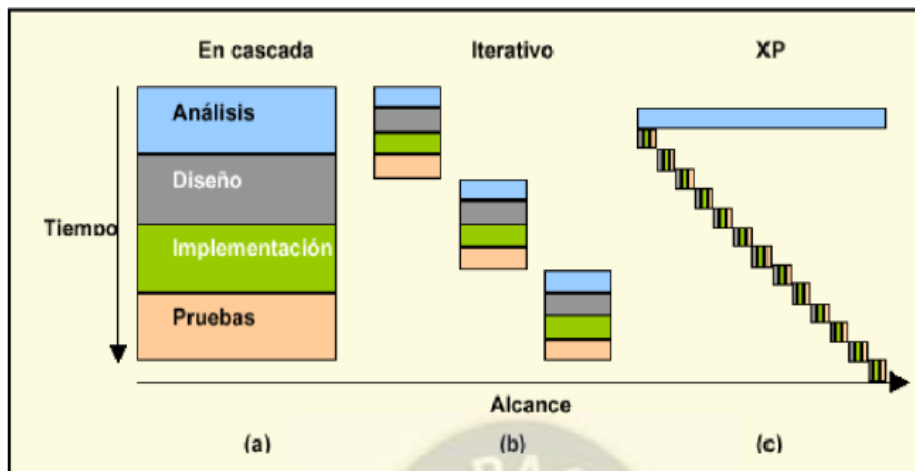 En cascada
Iterativo
XP
Análisis
Diseño
Tiempo
Implementación
Pruebas
Alcance
(a)
(b)
(c)